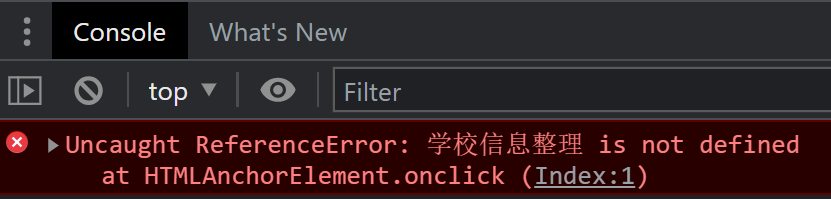 Console What's New
top Filter
Uncaught ReferenceError: 学校信息整理 is not defined
at HTMLAnchorElement.onclick (Index:1)